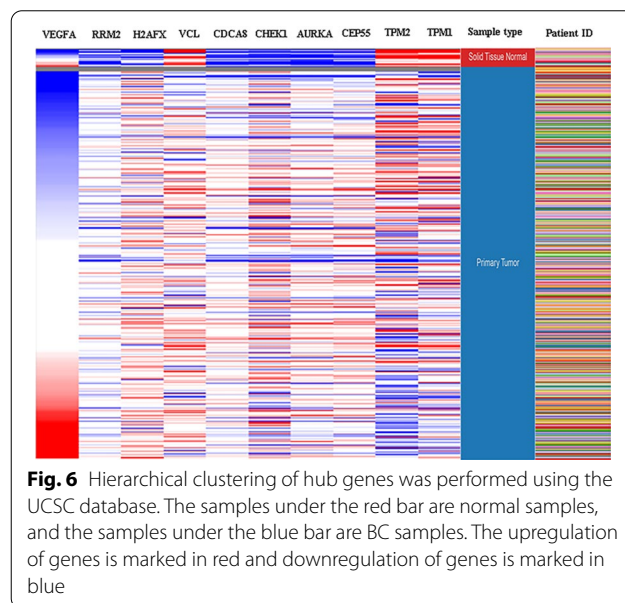 VEGFA RRM2 H2AFX VCL CDCA8 CHEK1 AURKA CEP55 TPM2 TPM1 Sample type Patient ID
Solid Tissue Normal
Primary Tumor
Fig. 6 Hierarchical clustering of hub genes was performed using the
UCSC database. The samples under the red bar are normal samples,
and the samples under the blue bar are BC samples. The upregulation
of genes is marked in red and downregulation of genes is marked in
blue